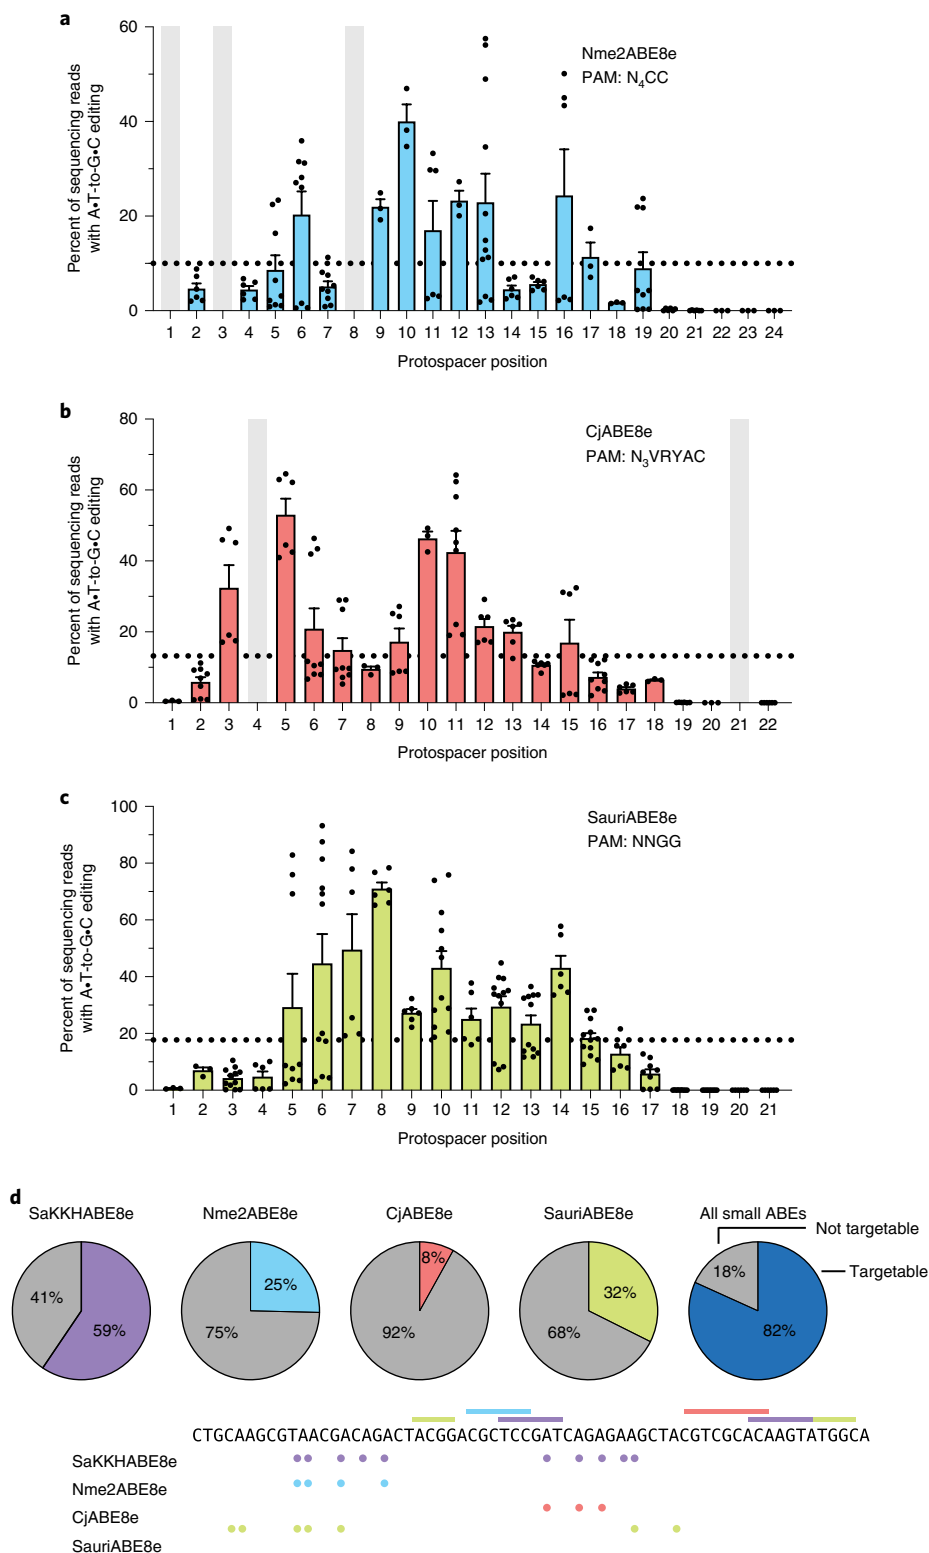 a
Percent of sequencing reads
with A•T-to-G•C editing
60
40
20
0
Nme2ABE8e
PAM: N4CC
1 2 3 4 5 6 7 8 9 10 11 12 13 14 15 16 17 18 19 20 21 22 23 24
Protospacer position
b
Percent of sequencing reads
with A•T-to-G•C editing
80
60
40
20
0
CjABE8e
PAM: N3VRYAC
1 2 3 4 5 6 7 8 9 10 11 12 13 14 15 16 17 18 19 20 21 22
Protospacer position
c
Percent of sequencing reads
with A•T-to-G•C editing
100
80
60
40
20
0
SauriABE8e
PAM: NNGG
1 2 3 4 5 6 7 8 9 10 11 12 13 14 15 16 17 18 19 20 21
Protospacer position
d
SaKKHABE8e Nme2ABE8e CjABE8e SauriABE8e All small ABEs
Not targetable
Targetable
41% 59%
25% 75%
8% 92%
32% 68%
18% 82%
CTGCAAGCGTAACGACAGACTACGGACGCTCCGATCAGAGAAGCTACGTCGCACAAGTATGGCA
SaKKHABE8e
Nme2ABE8e
CjABE8e
SauriABE8e